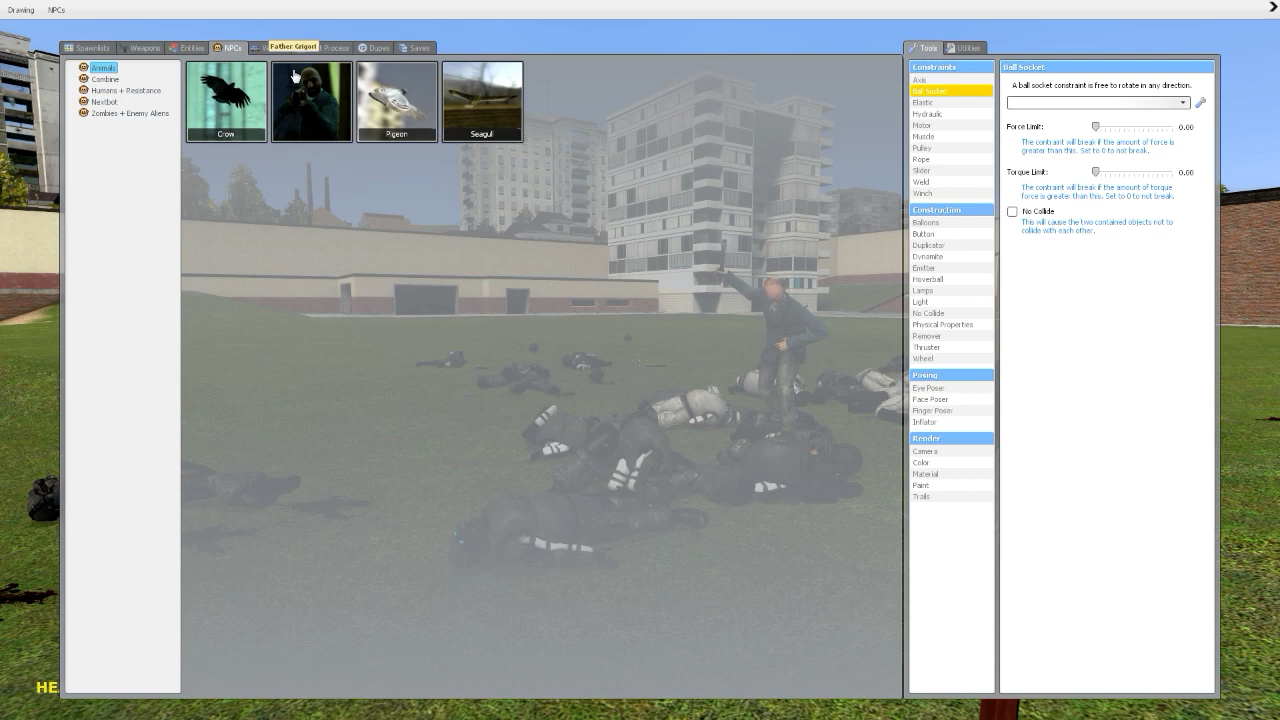 Drawing NPCs
Spawnlists Weapons Entities NPCs Father Grigori Process Dupes Saves
Tools Utilities
Animals
Combine
Humans + Resistance
Nextbot
Zombies + Enemy Aliens
Crow Pigeon Seagull
Constraints
Axis
Ball Socket
Elastic
Hydraulic
Motor
Muscle
Pulley
Rope
Slider
Weld
Winch
Construction
Balloons
Button
Duplicator
Dynamite
Emitter
Hoverball
Lamps
Light
No Collide
Physical Properties
Remover
Thruster
Wheel
Posing
Eye Poser
Face Poser
Finger Poser
Inflator
Render
Camera
Color
Material
Paint
Trails
Ball Socket
A ball socket constraint is free to rotate in any direction.
Force Limit: 0.00
The contraint will break if the amount of force is
greater than this. Set to 0 to not break.
Torque Limit: 0.00
The contraint will break if the amount of torque
force is greater than this. Set to 0 to not break.
No Collide
This will cause the two contained objects not to
collide with each other.
HE